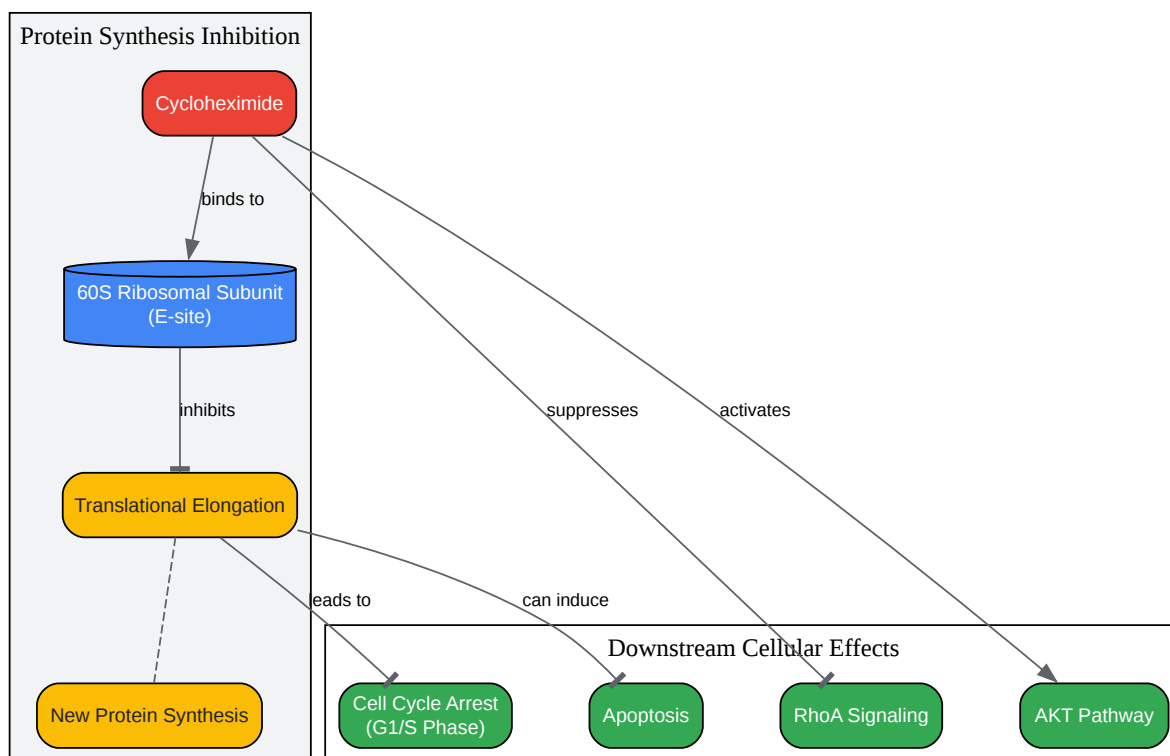 Protein Synthesis Inhibition
Cycloheximide
binds to
60S Ribosomal Subunit
(E-site)
inhibits
suppresses
activates
Translational Elongation
leads to
can induce
Downstream Cellular Effects
New Protein Synthesis
Cell Cycle Arrest
(G1/S Phase)
Apoptosis
RhoA Signaling
AKT Pathway